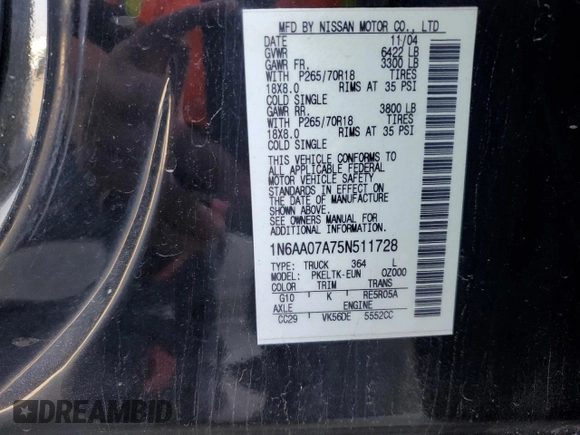 MFD BY NISSAN MOTOR CO., LTD
DATE 11/04
GVWR 6422 LB
GAWR FR. 3300 LB
WITH P265/70R18 TIRES
18X8.0 RIMS AT 35 PSI
COLD SINGLE
GAWR RR. 3800 LB
WITH P265/70R18 TIRES
18X8.0 RIMS AT 35 PSI
COLD SINGLE
THIS VEHICLE CONFORMS TO
ALL APPLICABLE FEDERAL
MOTOR VEHICLE SAFETY
STANDARDS IN EFFECT ON
THE DATE OF MANUFACTURE
SHOWN ABOVE.
SEE OWNERS MANUAL FOR
ADDITIONAL INFORMATION
1N6AA07A75N511728
TYPE: TRUCK 364 L
MODEL: PKELTK-EUN OZ000
COLOR TRIM TRANS
G10 K RE5R05A
AXLE ENGINE
CC29 VK56DE 5552CC
DREAMBID